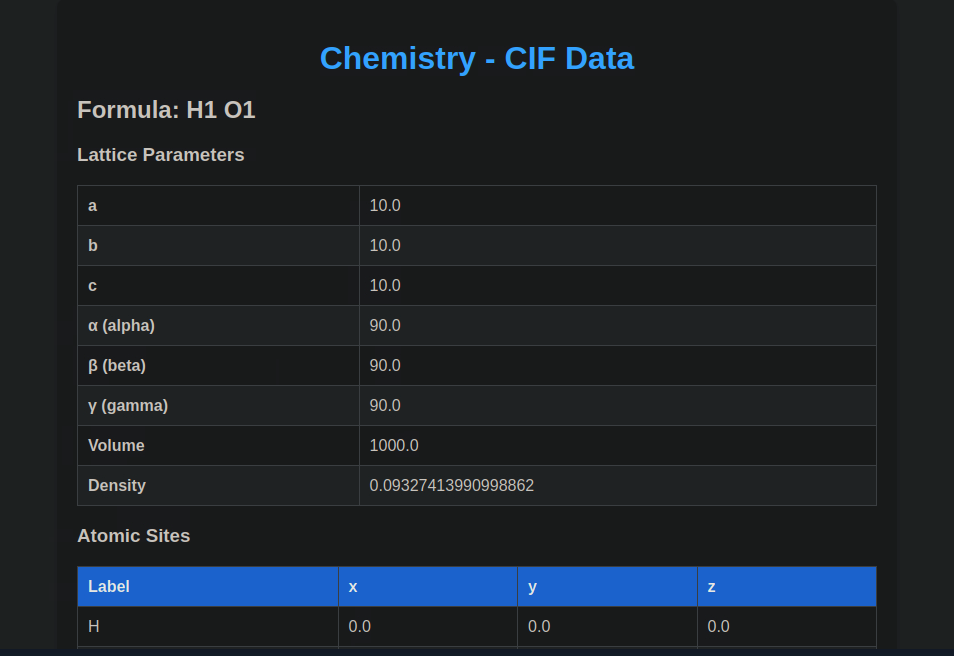 Chemistry - CIF Data
Formula: H1 O1
Lattice Parameters
a 10.0
b 10.0
c 10.0
α (alpha) 90.0
β (beta) 90.0
γ (gamma) 90.0
Volume 1000.0
Density 0.09327413990998862
Atomic Sites
Label x y z
H 0.0 0.0 0.0